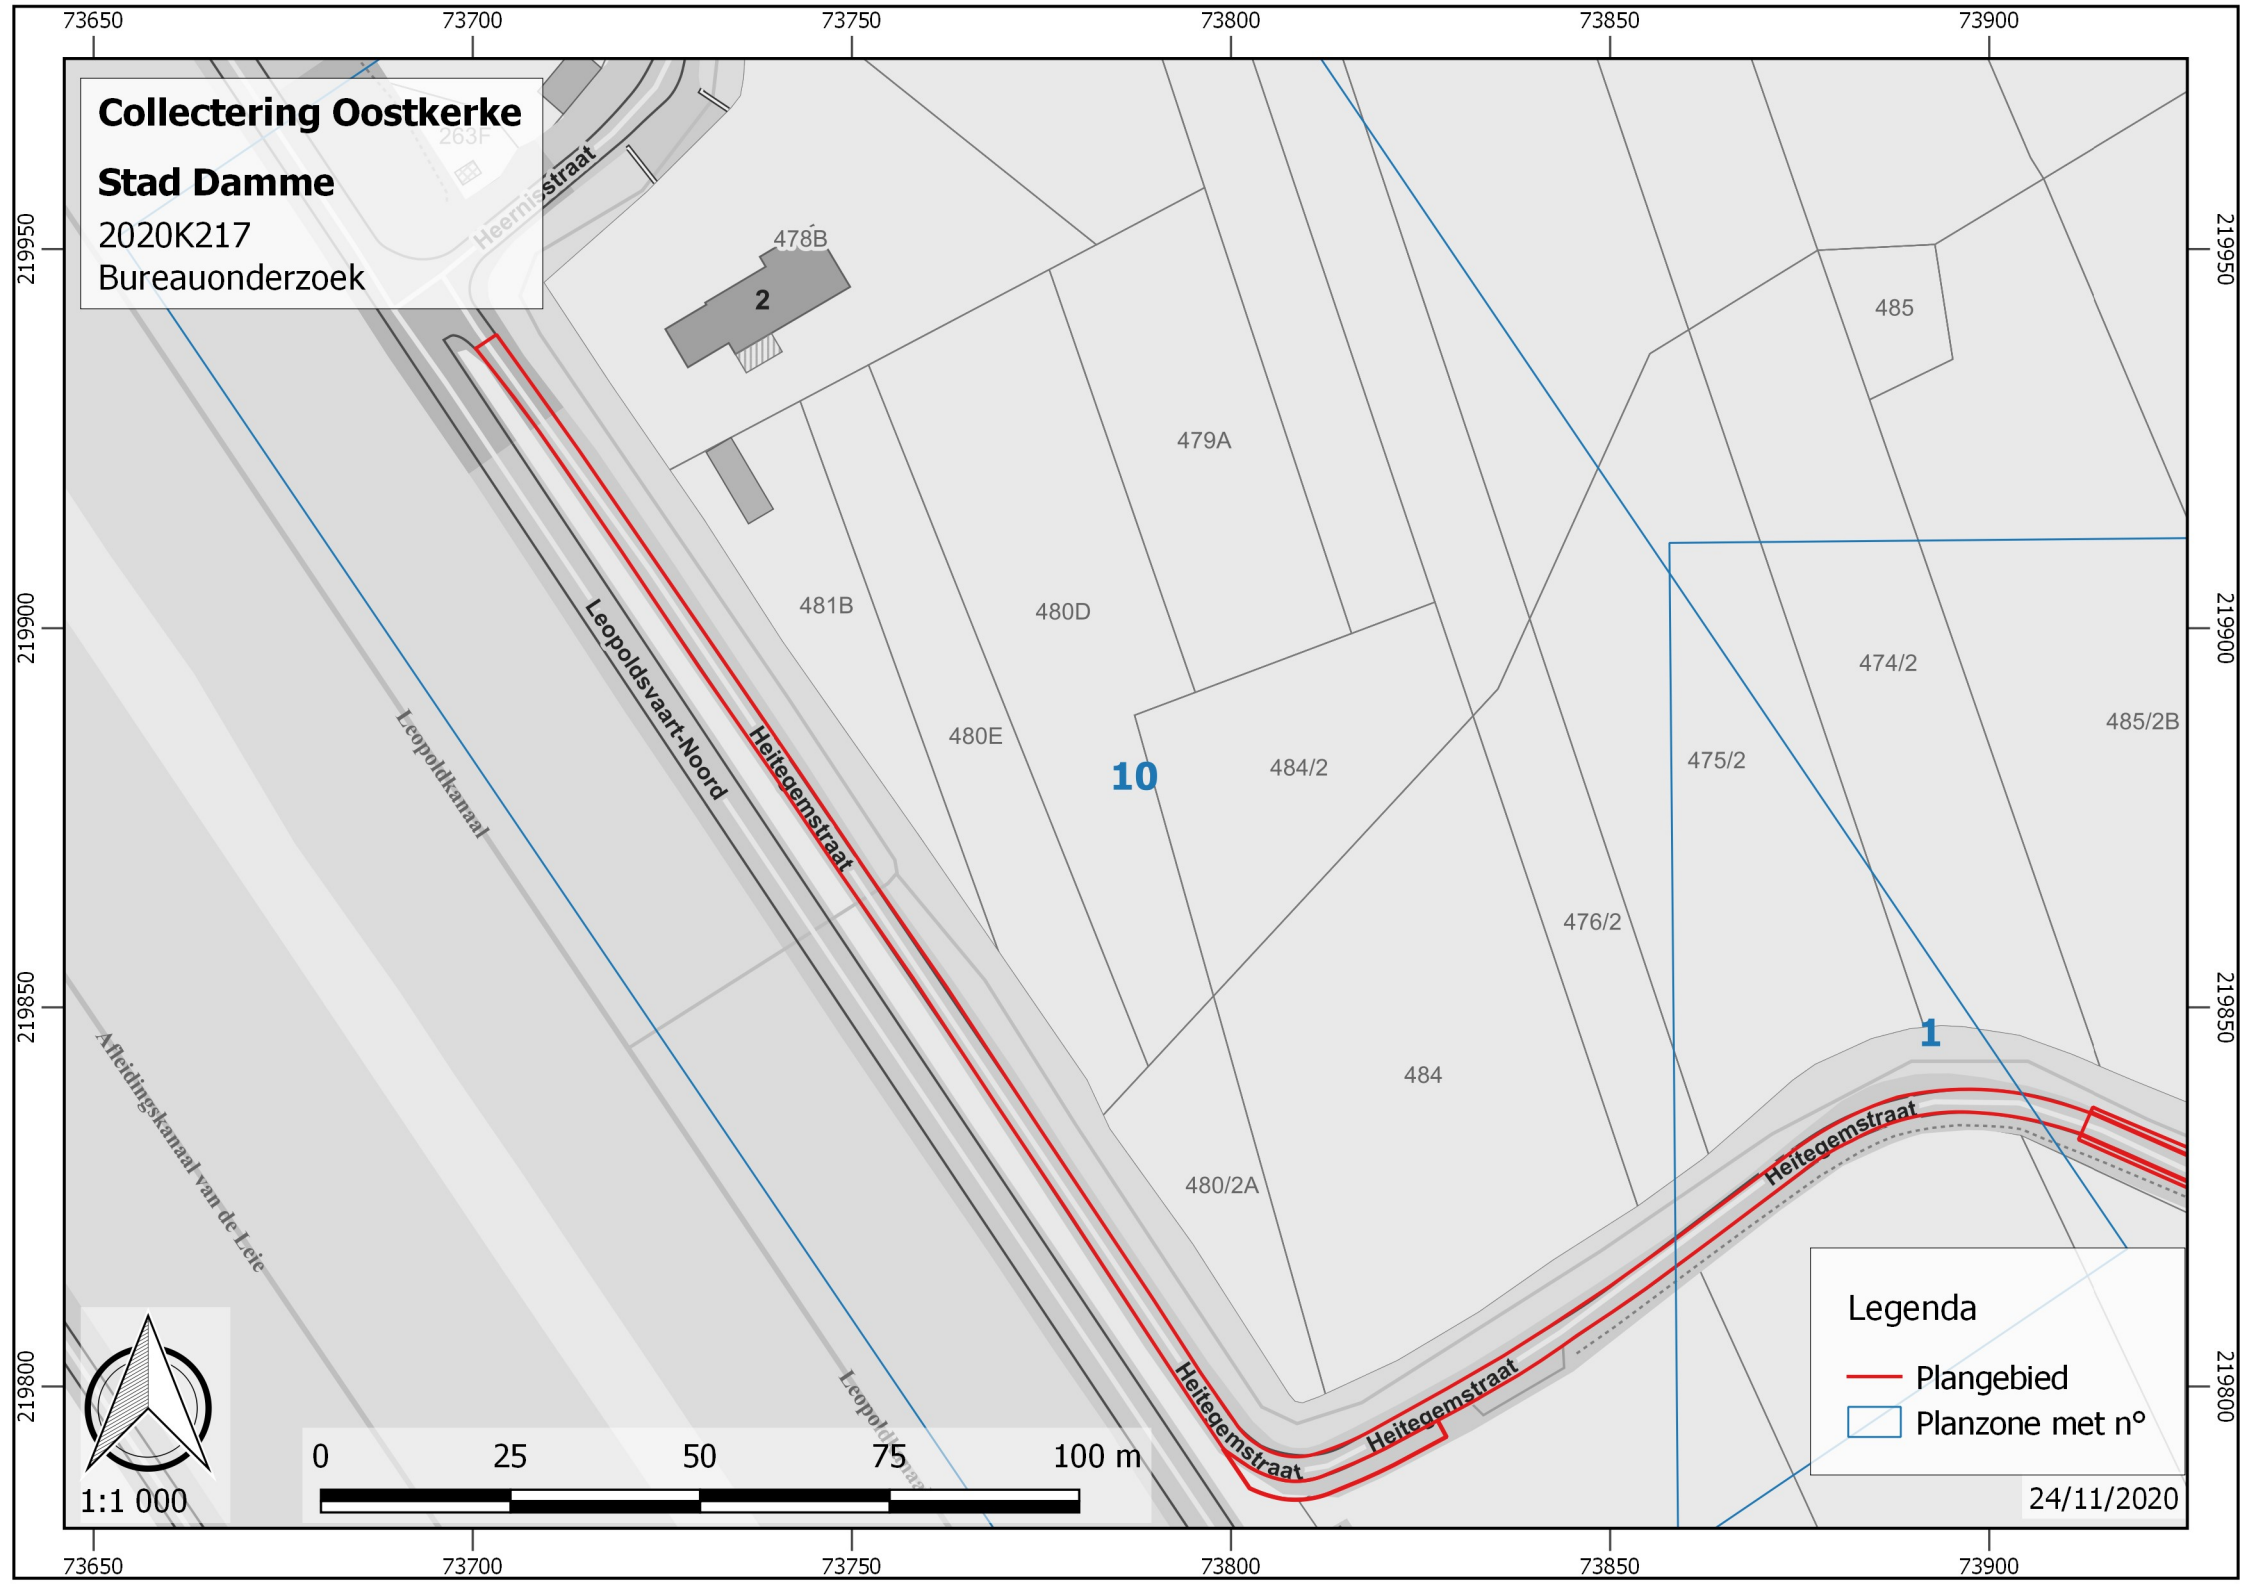 73650 73700 73750 73800 73850 73900
Collectering Oostkerke
Stad Damme
2020K217
Bureauonderzoek
263F
Heernisstraat
219950
219950
478B
2
485
479A
481B
480D
219900
219900
Leopoldsvaart-Noord
474/2
Leopoldkanaal
Heitegemstraat
480E
10
484/2
475/2
485/2B
476/2
219850
219850
1
484
Afleidingskanaal van de Leie
Heitegemstraat
480/2A
Legenda
Plangebied
Planzone met n°
219800
219800
Heitegemstraat
Heitegemstraat
0 25 50 75 100 m
1:1 000
24/11/2020
73650 73700 73750 73800 73850 73900